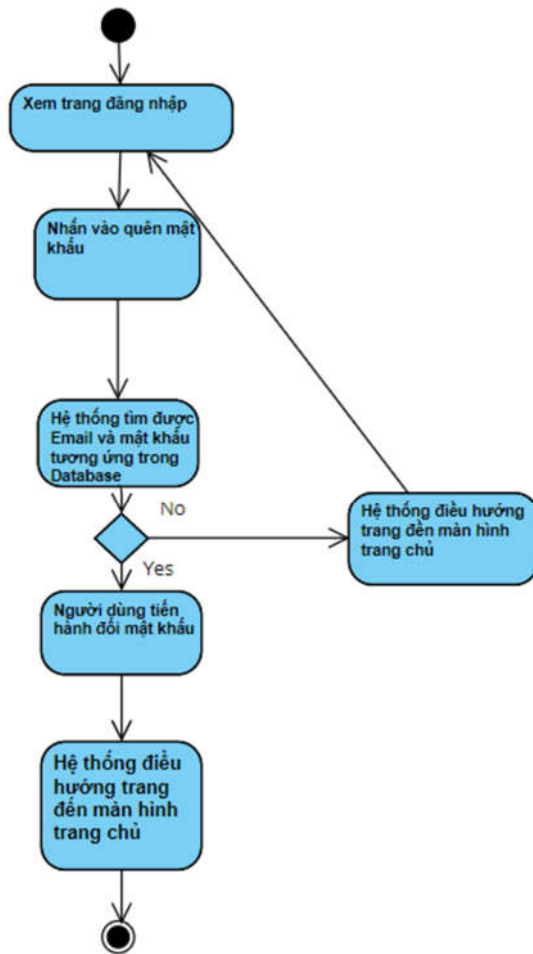 Xem trang đăng nhập
Nhấn vào quên mật
khẩu
Hệ thống tìm được
Email và mật khẩu
tương ứng trong
Database
No
Hệ thống điều hướng
trang đến màn hình
trang chủ
Yes
Người dùng tiến
hành đổi mật khẩu
Hệ thống điều
hướng trang
đến màn hình
trang chủ